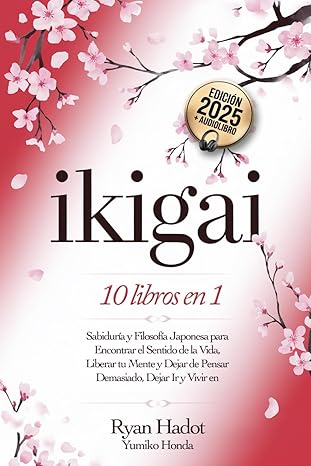 EDICIÓN
2025
+ AUDIOLIBRO
ikigai
10 libros en 1
Sabiduría y Filosofía Japonesa para
Encontrar el Sentido de la Vida,
Liberar tu Mente y Dejar de Pensar
Demasiado, Dejar Ir y Vivir en
Ryan Hadot
Yumiko Honda